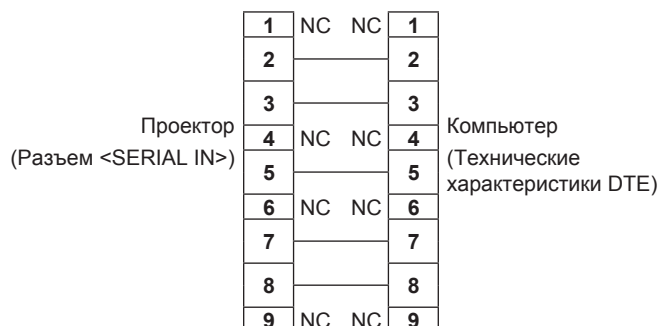 1 NC NC 1
2 2
3 3
Проектор
(Разъем <SERIAL IN>)
4 NC NC 4
Компьютер
(Технические
характеристики DTE)
5 5
6 NC NC 6
7 7
8 8
9 NC NC 9